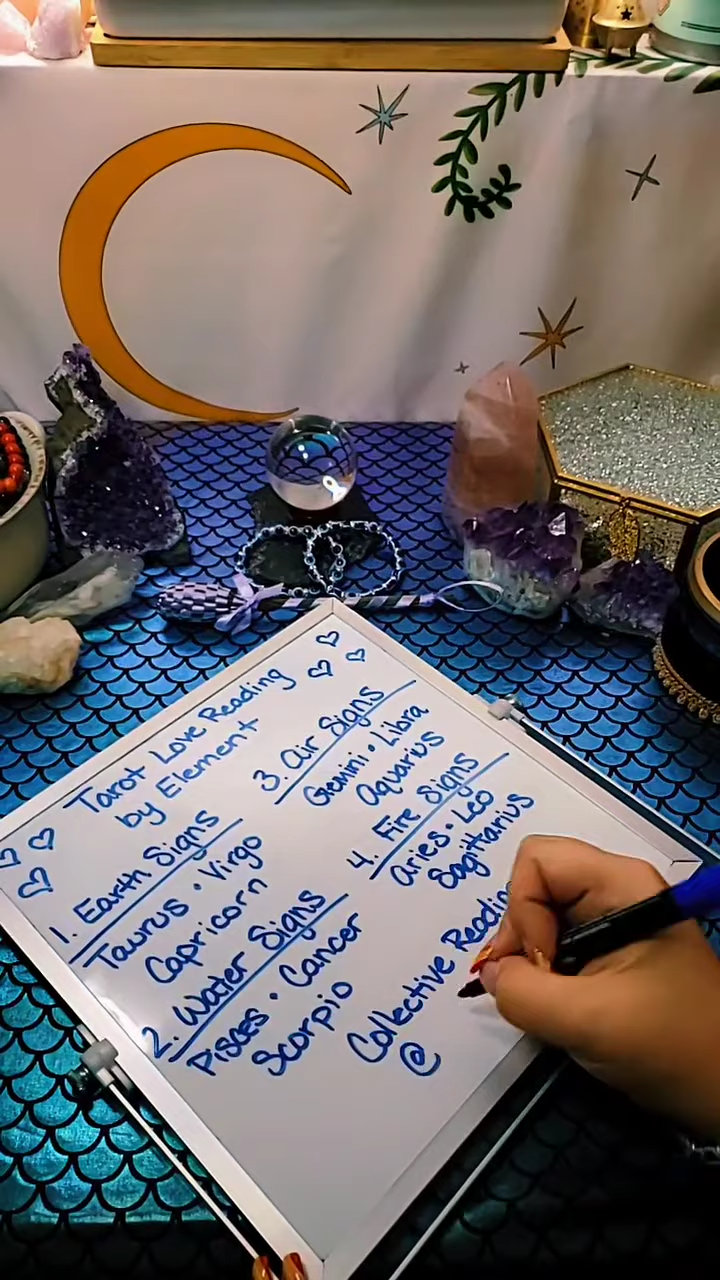 Tarot Love Reading
by Element
1. Earth Signs
Taurus • Virgo
Capricorn
2. Water Signs
Pisces • Cancer
Scorpio
3. Air Signs
Gemini • Libra
Aquarius
4. Fire Signs
Aries • Leo
Sagittarius
Collective Reading
@